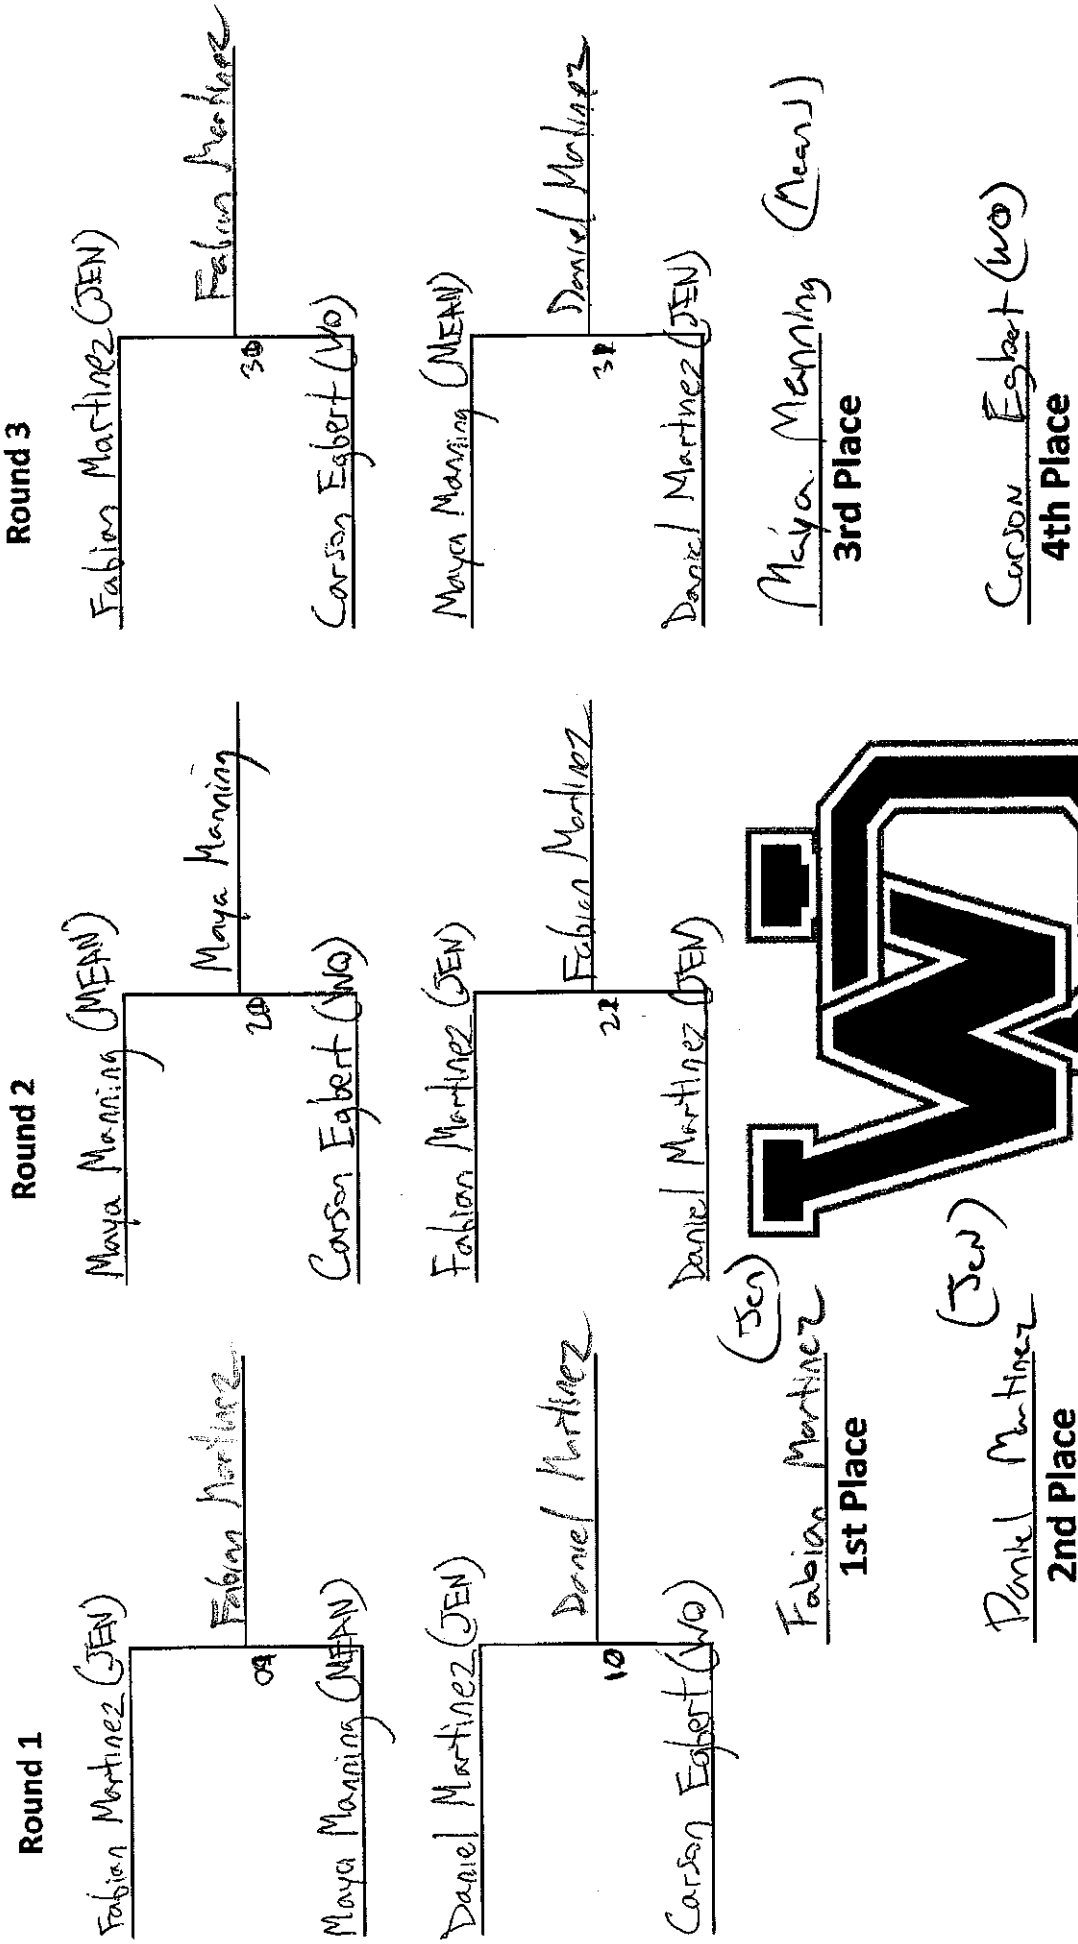 Round 1
Fabian Martinez (JEN)
Fabian Martinez
09
Maya Manning (MEAN)
Daniel Martinez (JEN)
Daniel Martinez
10
Carson Egbert (WO)
Round 2
Maya Manning (MEAN)
Maya Manning
20
Carson Egbert (WO)
Fabian Martinez (JEN)
Fabian Martinez
21
Daniel Martinez (JEN)
Round 3
Fabian Martinez (JEN)
Fabian Martinez
30
Carson Egbert (WO)
Maya Manning (MEAN)
Daniel Martinez
31
Daniel Martinez (JEN)
Fabian Martinez (Jen)
1st Place
Daniel Martinez (Jen)
2nd Place
Maya Manning (Mean)
3rd Place
Carson Egbert (WO)
4th Place
WO